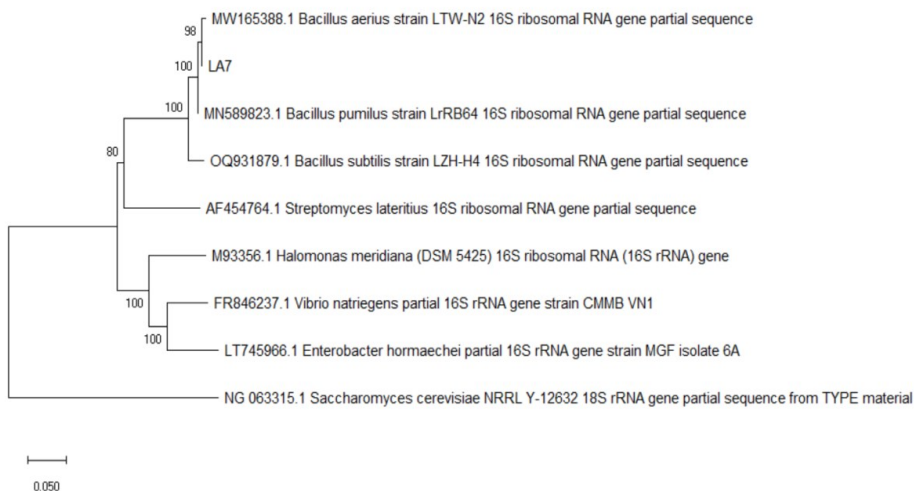 MW165388.1 Bacillus aerius strain LTW-N2 16S ribosomal RNA gene partial sequence
98
LA7
100
100
MN589823.1 Bacillus pumilus strain LrRB64 16S ribosomal RNA gene partial sequence
80
OQ931879.1 Bacillus subtilis strain LZH-H4 16S ribosomal RNA gene partial sequence
AF454764.1 Streptomyces lateritius 16S ribosomal RNA gene partial sequence
M93356.1 Halomonas meridiana (DSM 5425) 16S ribosomal RNA (16S rRNA) gene
100
FR846237.1 Vibrio natriegens partial 16S rRNA gene strain CMMB VN1
100
LT745966.1 Enterobacter hormaechei partial 16S rRNA gene strain MGF isolate 6A
NG 063315.1 Saccharomyces cerevisiae NRRL Y-12632 18S rRNA gene partial sequence from TYPE material
0.050